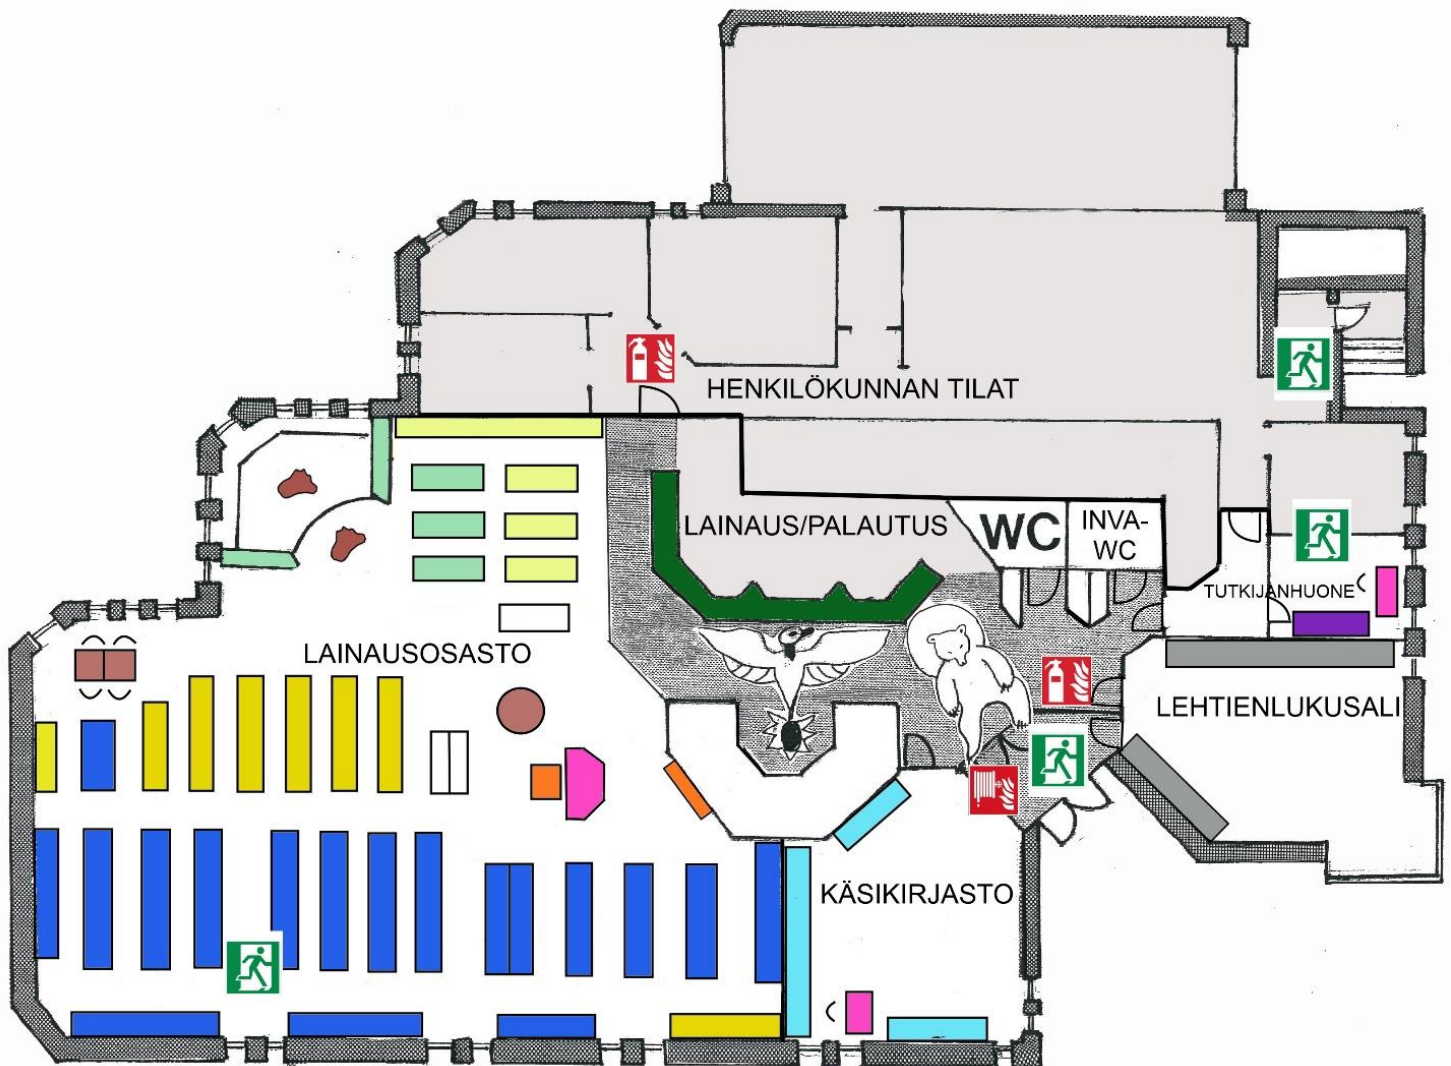 HENKILÖKUNNAN TILAT
LAINAUS/PALAUTUS
WC
INVA-
WC
TUTKIJANHUONE
LAINAUSOSASTO
LEHTIENLUKUSALI
KÄSIKIRJASTO